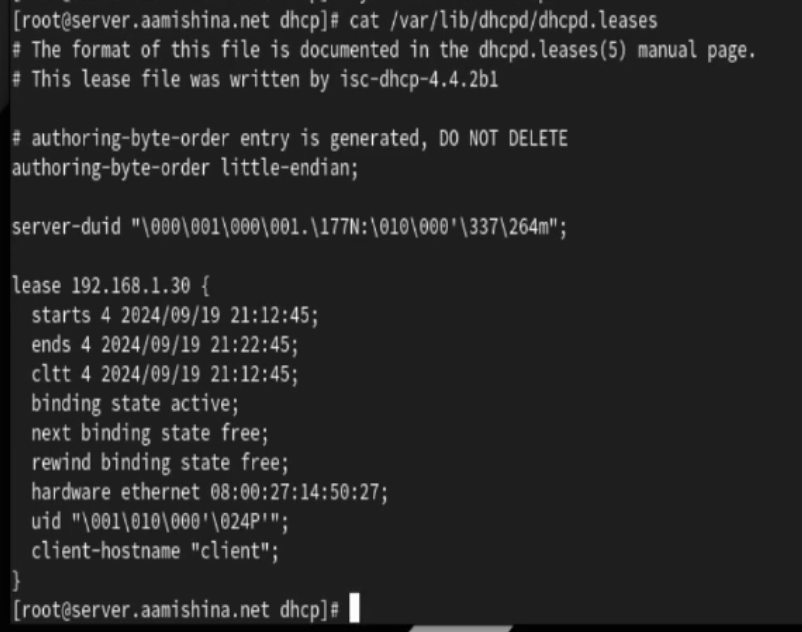 [root@server.aamishina.net dhcp]# cat /var/lib/dhcpd/dhcpd.leases
# The format of this file is documented in the dhcpd.leases(5) manual page.
# This lease file was written by isc-dhcp-4.4.2b1
# authoring-byte-order entry is generated, DO NOT DELETE
authoring-byte-order little-endian;
server-duid "\000\001\000\001.\177N:\010\000'\337\264m";
lease 192.168.1.30 {
  starts 4 2024/09/19 21:12:45;
  ends 4 2024/09/19 21:22:45;
  cltt 4 2024/09/19 21:12:45;
  binding state active;
  next binding state free;
  rewind binding state free;
  hardware ethernet 08:00:27:14:50:27;
  uid "\001\010\000'\024P'";
  client-hostname "client";
}
[root@server.aamishina.net dhcp]#